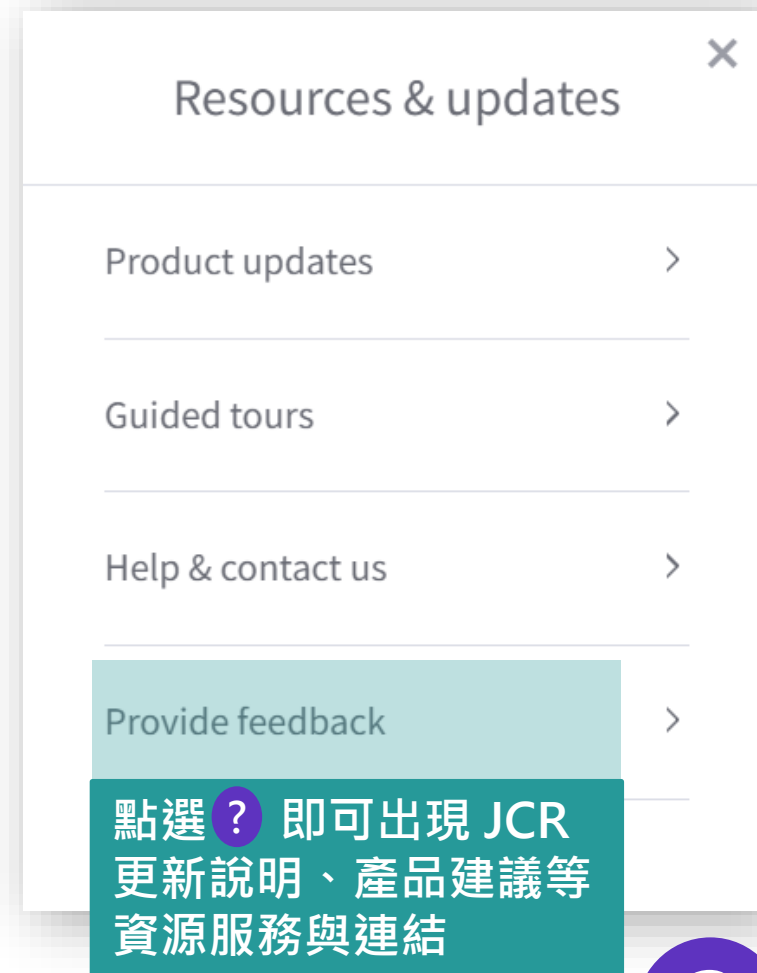 Resources & updates
Product updates
Guided tours
Help & contact us
Provide feedback
點選 ? 即可出現 JCR
更新說明、產品建議等
資源服務與連結